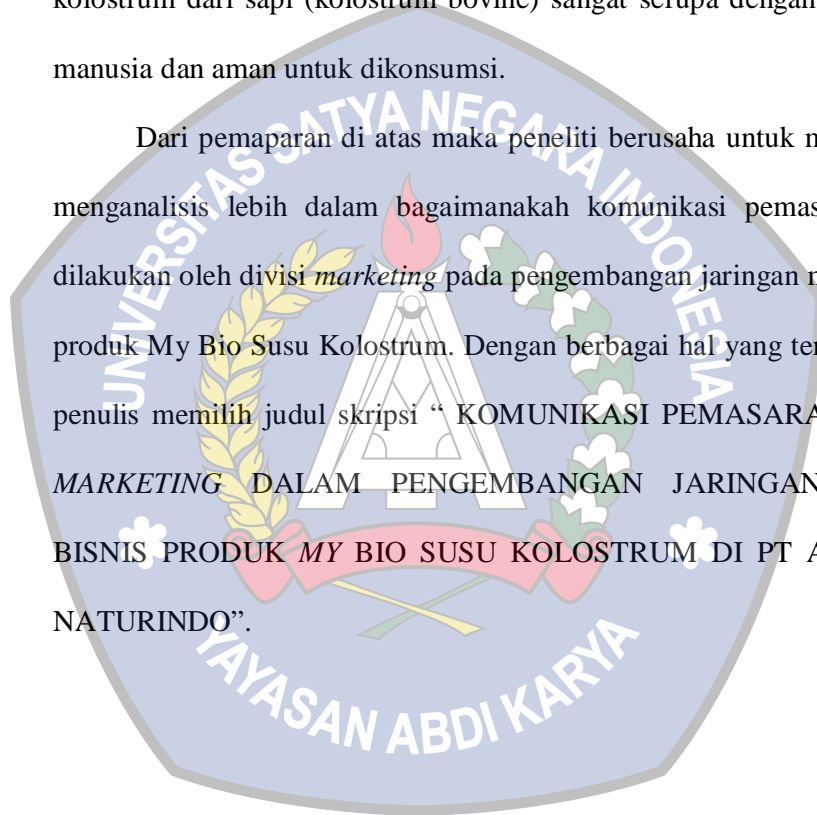 kolostrum dari sapi (kolostrum bovine) sangat serupa dengan
manusia dan aman untuk dikonsumsi.
Dari pemaparan di atas maka peneliti berusaha untuk
menganalisis lebih dalam bagaimanakah komunikasi
dilakukan oleh divisi marketing pada pengembangan jaringan
produk My Bio Susu Kolostrum. Dengan berbagai hal yang
penulis memilih judul skripsi “ KOMUNIKASI
MARKETING DALAM PENGEMBANGAN JARINGAN
BISNIS PRODUK MY BIO SUSU KOLOSTRUM DI PT
NATURINDO”.
UNIVERSITAS SATYA NEGARA INDONESIA
YAYASAN ABDI KARYA